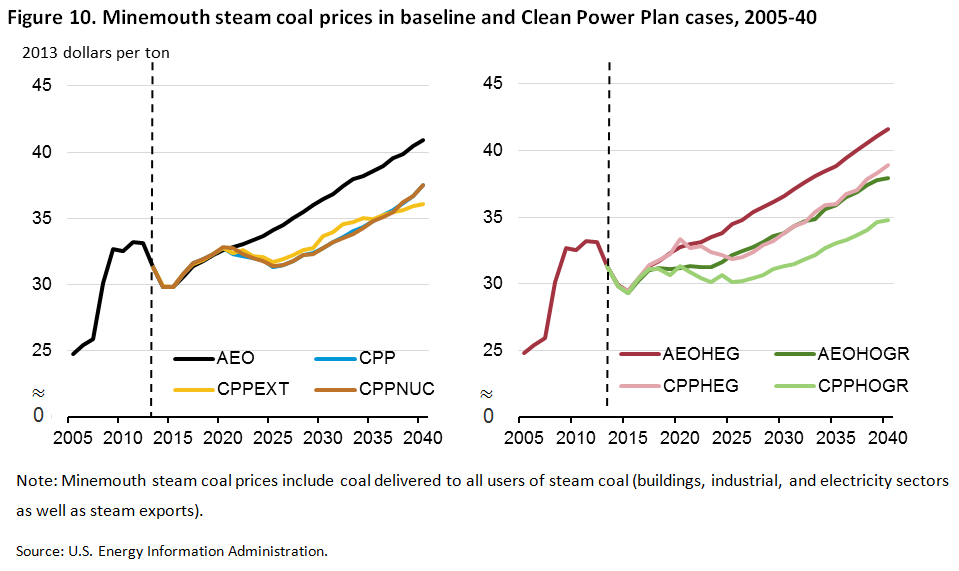 Figure 10. Minemouth steam coal prices in baseline and Clean Power Plan cases, 2005-40
2013 dollars per ton
45
40
35
30
25
≈
0
2005 2010 2015 2020 2025 2030 2035 2040
AEO CPP
CPPEXT CPPNUC
45
40
35
30
25
≈
0
2005 2010 2015 2020 2025 2030 2035 2040
AEOHEG AEOHOGR
CPPHEG CPPHOGR
Note: Minemouth steam coal prices include coal delivered to all users of steam coal (buildings, industrial, and electricity sectors
as well as steam exports).
Source: U.S. Energy Information Administration.